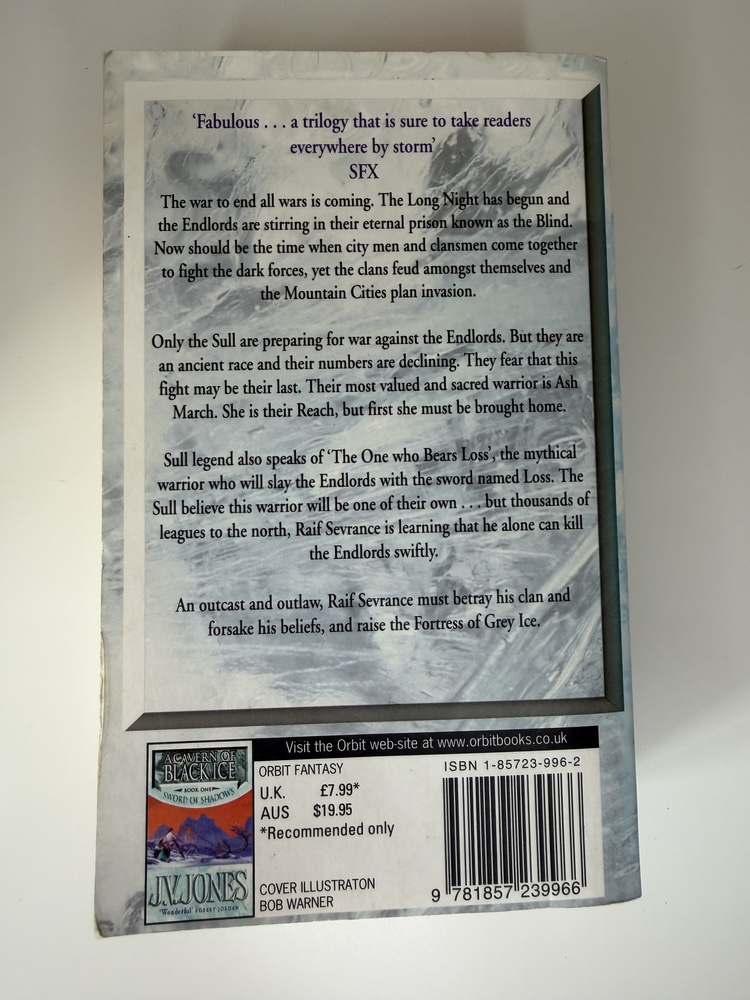 ‘Fabulous . . . a trilogy that is sure to take readers
everywhere by storm’
SFX
The war to end all wars is coming. The Long Night has begun and
the Endlords are stirring in their eternal prison known as the Blind.
Now should be the time when city men and clansmen come together
to fight the dark forces, yet the clans feud amongst themselves and
the Mountain Cities plan invasion.
Only the Sull are preparing for war against the Endlords. But they are
an ancient race and their numbers are declining. They fear that this
fight may be their last. Their most valued and sacred warrior is Ash
March. She is their Reach, but first she must be brought home.
Sull legend also speaks of ‘The One who Bears Loss’, the mythical
warrior who will slay the Endlords with the sword named Loss. The
Sull believe this warrior will be one of their own . . . but thousands of
leagues to the north, Raif Sevrance is learning that he alone can kill
the Endlords swiftly.
An outcast and outlaw, Raif Sevrance must betray his clan and
forsake his beliefs, and raise the Fortress of Grey Ice.
Visit the Orbit web-site at www.orbitbooks.co.uk
A CAVERN OF
BLACK ICE
BOOK ONE
SWORD OF SHADOWS
J.V. JONES
'Wonderful' ROBERT JORDAN
ORBIT FANTASY
U.K. £7.99*
AUS $19.95
*Recommended only
COVER ILLUSTRATON
BOB WARNER
ISBN 1-85723-996-2
9 781857 239966